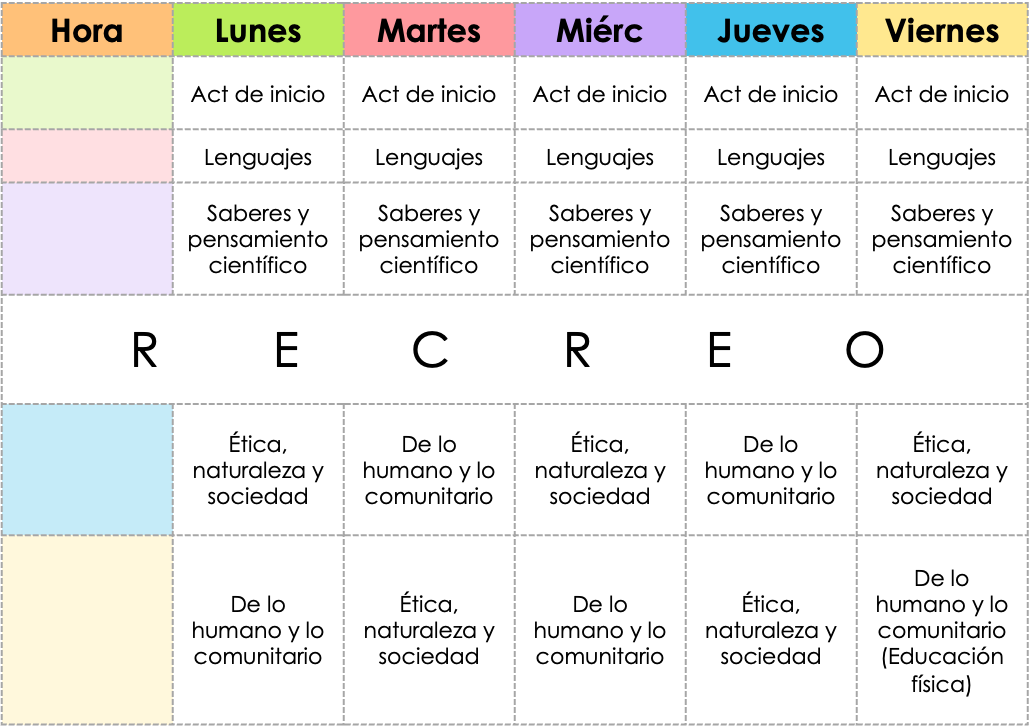 Hora Lunes Martes Miérc Jueves Viernes
Act de inicio Act de inicio Act de inicio Act de inicio Act de inicio
Lenguajes Lenguajes Lenguajes Lenguajes Lenguajes
Saberes y Saberes y Saberes y Saberes y Saberes y
pensamiento pensamiento pensamiento pensamiento pensamiento
científico científico científico científico científico
R E C R E O
Ética, De lo Ética, De lo Ética,
naturaleza y humano y lo naturaleza y humano y lo naturaleza y
sociedad comunitario sociedad comunitario sociedad
De lo
humano y lo
comunitario
Ética,
naturaleza y
sociedad
De lo
humano y lo
comunitario
Ética,
naturaleza y
sociedad
De lo
humano y lo
comunitario
(Educación
física)